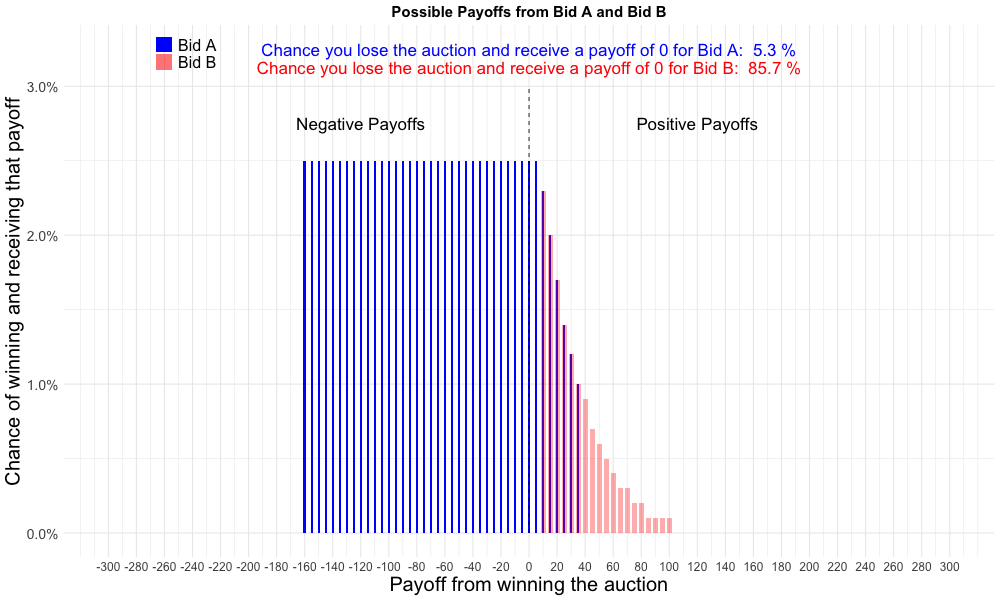 Possible Payoffs from Bid A and Bid B
Bid A
Bid B
Chance you lose the auction and receive a payoff of 0 for Bid A:  5.3 %
Chance you lose the auction and receive a payoff of 0 for Bid B:  85.7 %
Negative Payoffs
Positive Payoffs
Chance of winning and receiving that payoff
3.0%
2.0%
1.0%
0.0%
-300 -280 -260 -240 -220 -200 -180 -160 -140 -120 -100 -80 -60 -40 -20 0 20 40 60 80 100 120 140 160 180 200 220 240 260 280 300
Payoff from winning the auction